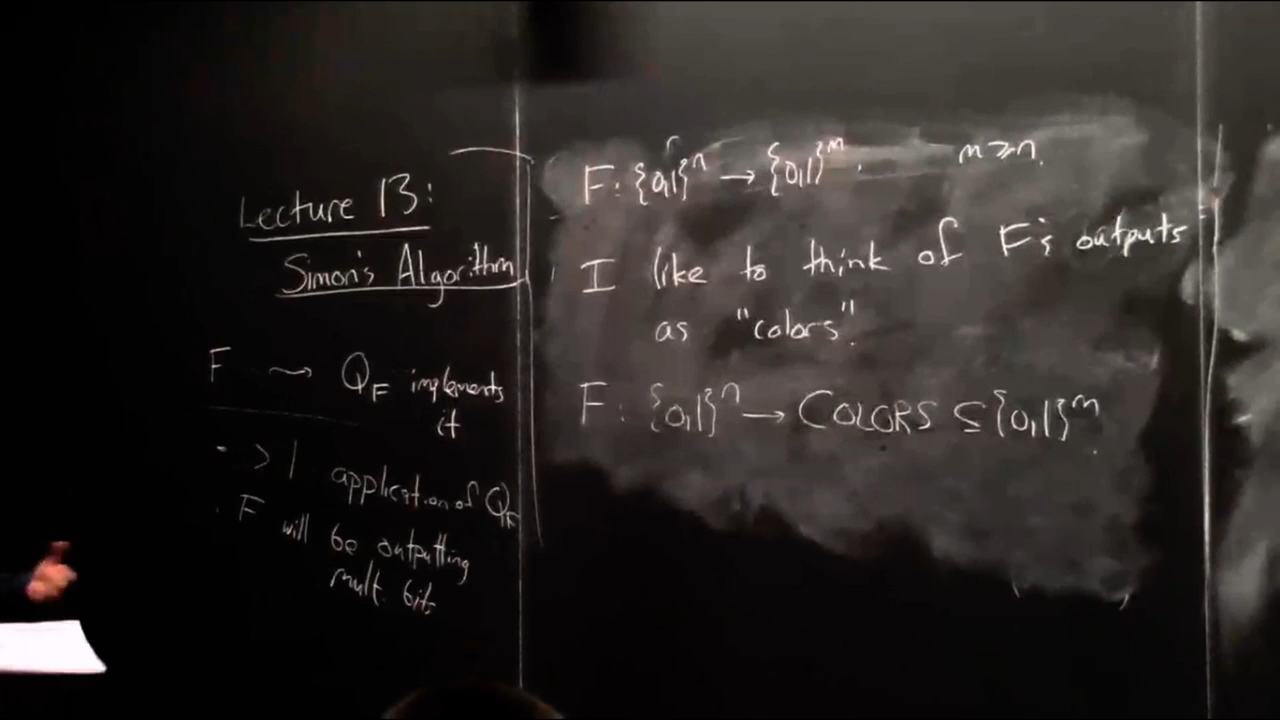 Lecture 13:
Simon's Algorithm
F ⟿ Q_F implements
it
· >1 application of Q_F
· F will be outputting
mult. bits
F: {0,1}^n → {0,1}^m. m ≥ n.
I like to think of F's outputs
as "colors".
F: {0,1}^n → COLORS ⊆ {0,1}^m.